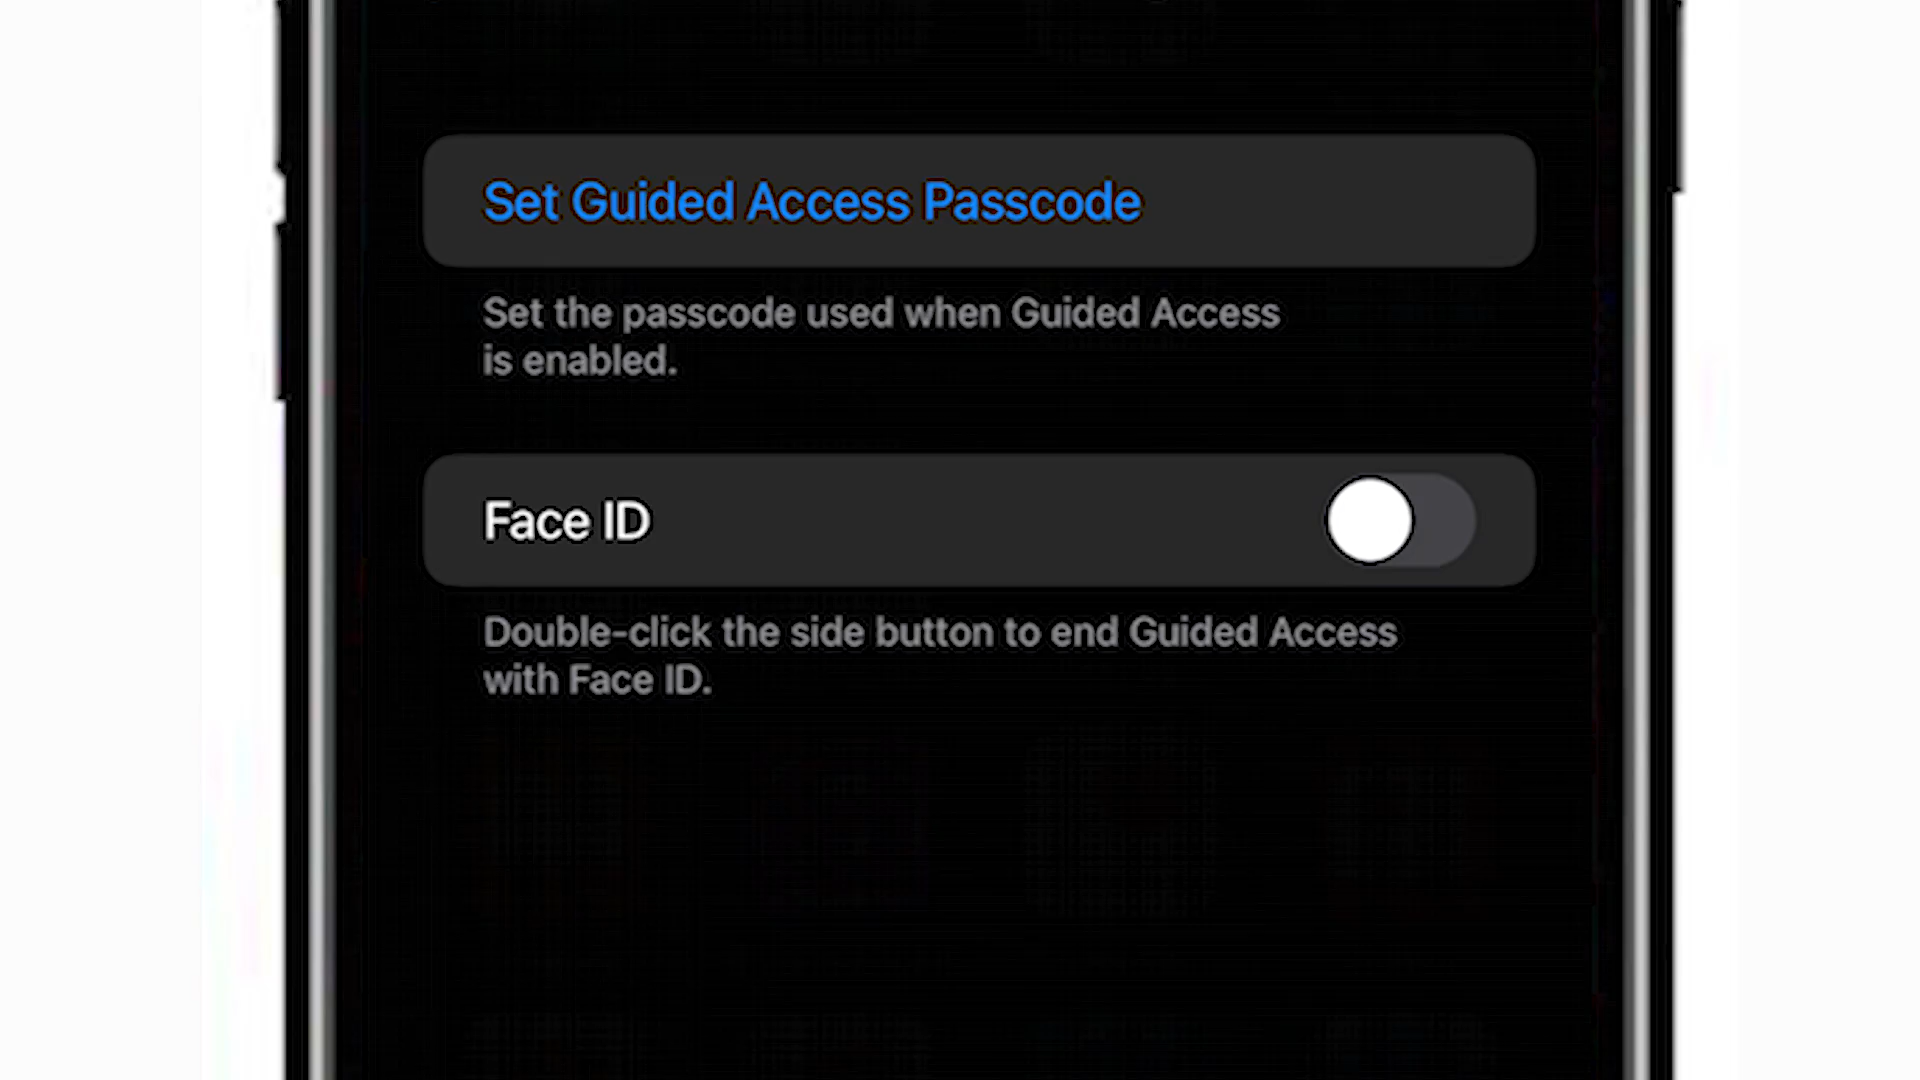 Set Guided Access Passcode
Set the passcode used when Guided Access
is enabled.
Face ID
Double-click the side button to end Guided Access
with Face ID.